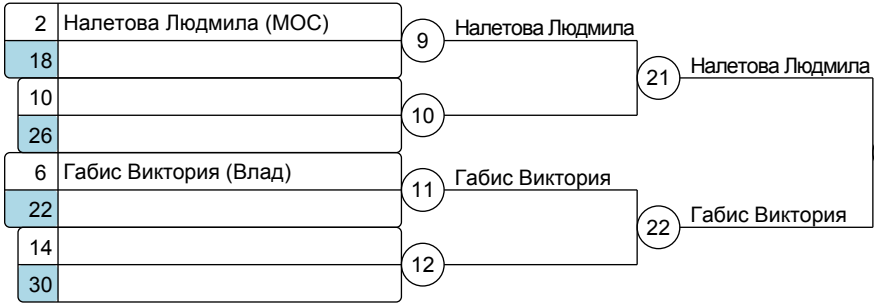 2 Налетова Людмила (МОС)
18
9 Налетова Людмила
10
26
10
21 Налетова Людмила
6 Габис Виктория (Влад)
22
11 Габис Виктория
14
30
12
22 Габис Виктория